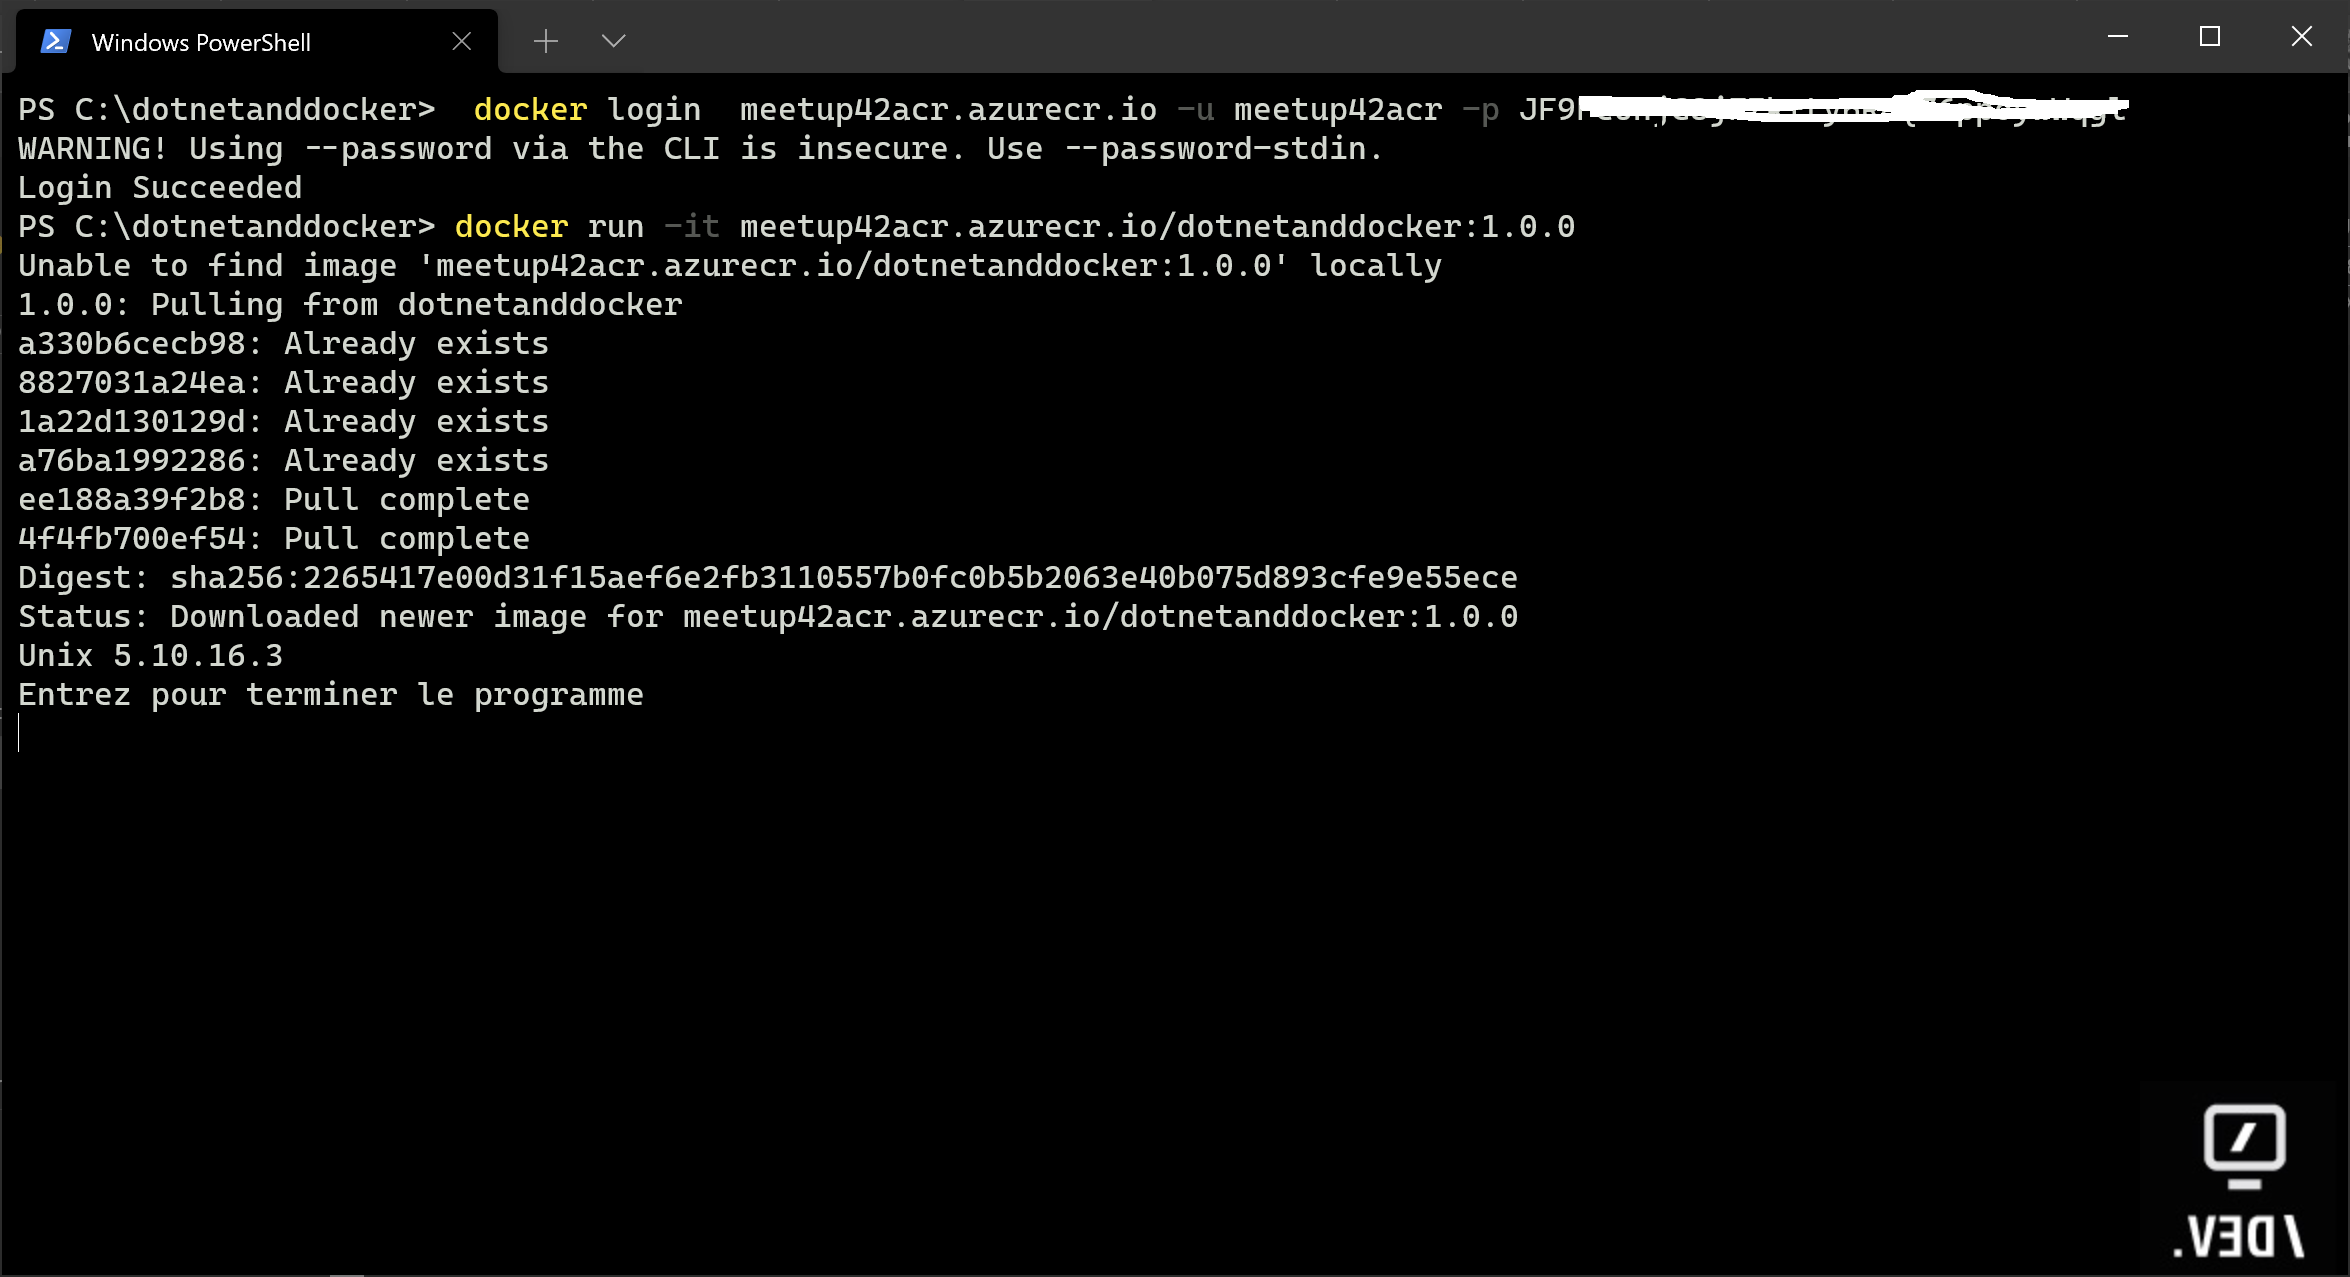 Windows PowerShell
PS C:\dotnetanddocker>  docker login  meetup42acr.azurecr.io -u meetup42acr -p
WARNING! Using --password via the CLI is insecure. Use --password-stdin.
Login Succeeded
PS C:\dotnetanddocker> docker run -it meetup42acr.azurecr.io/dotnetanddocker:1.0.0
Unable to find image 'meetup42acr.azurecr.io/dotnetanddocker:1.0.0' locally
1.0.0: Pulling from dotnetanddocker
a330b6cecb98: Already exists
8827031a24ea: Already exists
1a22d130129d: Already exists
a76ba1992286: Already exists
ee188a39f2b8: Pull complete
4f4fb700ef54: Pull complete
Digest: sha256:2265417e00d31f15aef6e2fb3110557b0fc0b5b2063e40b075d893cfe9e55ece
Status: Downloaded newer image for meetup42acr.azurecr.io/dotnetanddocker:1.0.0
Unix 5.10.16.3
Entrez pour terminer le programme
/DEV.